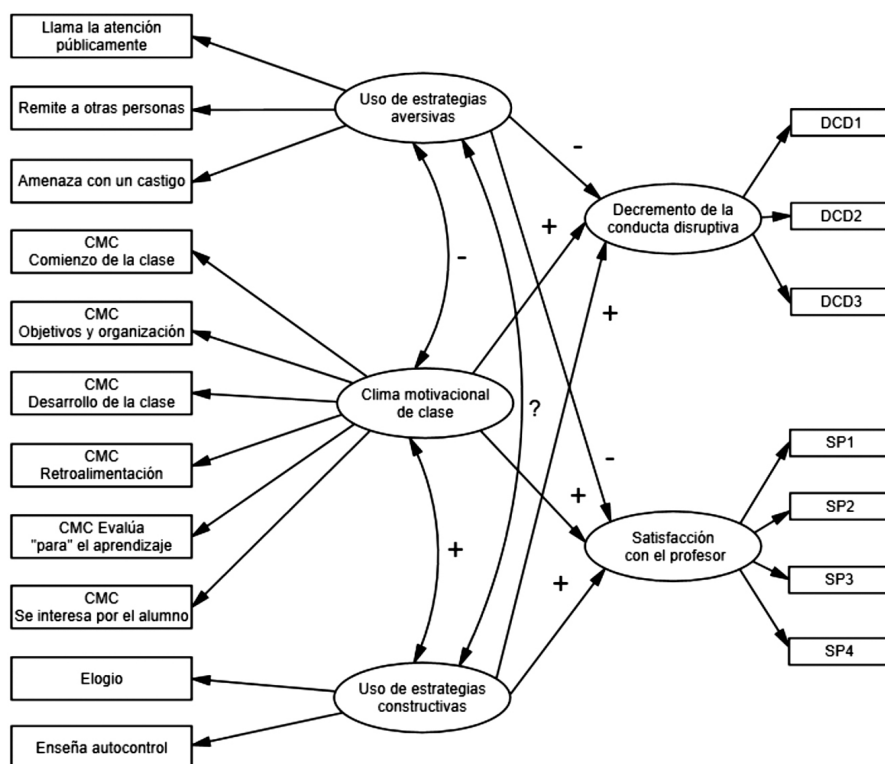 Llama la atención
públicamente
Remite a otras personas
Amenaza con un castigo
CMC
Comienzo de la clase
CMC
Objetivos y organización
CMC
Desarrollo de la clase
CMC
Retroalimentación
CMC Evalúa
"para" el aprendizaje
CMC
Se interesa por el alumno
Elogio
Enseña autocontrol
Uso de estrategias
aversivas
-
Clima motivacional
de clase
+
Uso de estrategias
constructivas
?
-
+
+
-
+
+
Decremento de la
conducta disruptiva
Satisfacción
con el profesor
DCD1
DCD2
DCD3
SP1
SP2
SP3
SP4